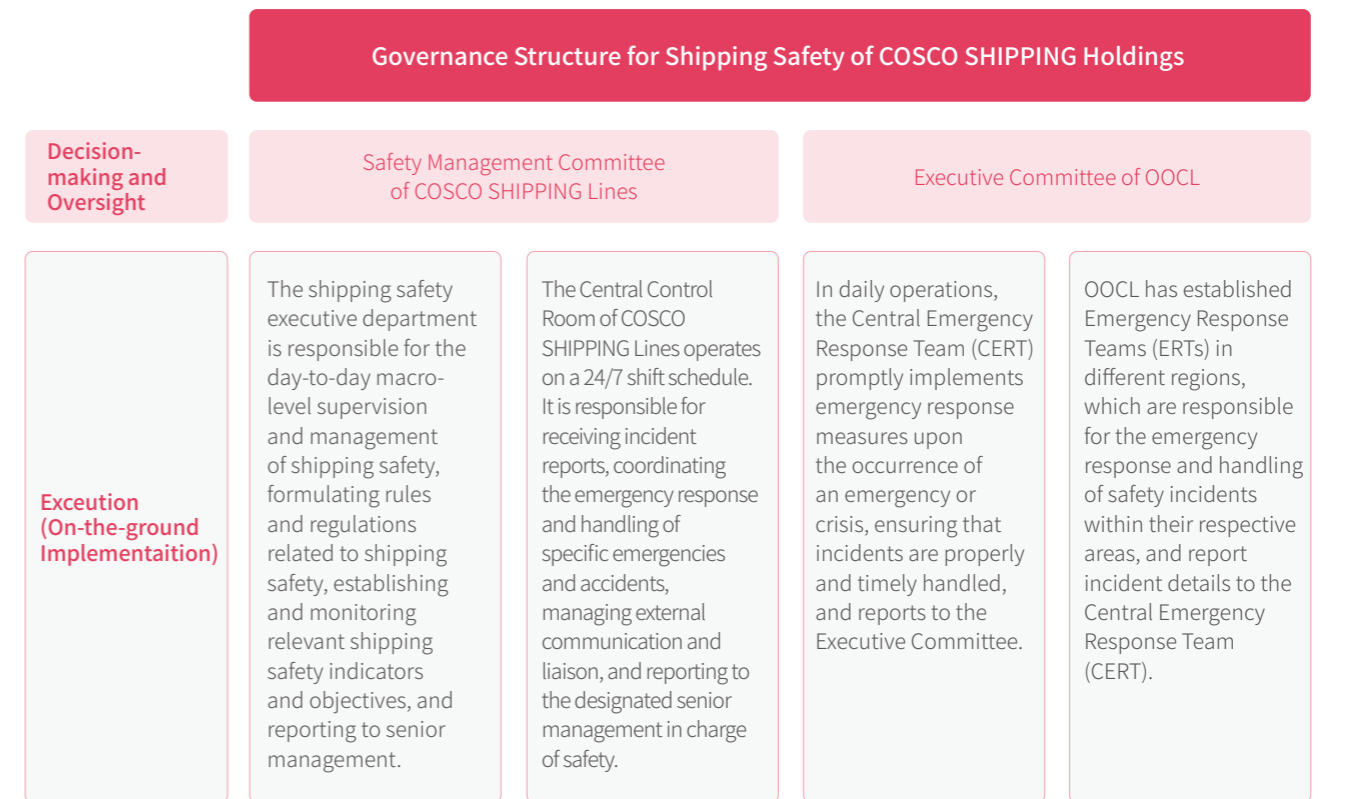 Governance Structure for Shipping Safety of COSCO SHIPPING Holdings
Decision-
making and
Oversight
Safety Management Committee
of COSCO SHIPPING Lines
Executive Committee of OOCL
Exceution
(On-the-ground
Implementaition)
The shipping safety
executive department
is responsible for the
day-to-day macro-
level supervision
and management
of shipping safety,
formulating rules
and regulations
related to shipping
safety, establishing
and monitoring
relevant shipping
safety indicators
and objectives, and
reporting to senior
management.
The Central Control
Room of COSCO
SHIPPING Lines operates
on a 24/7 shift schedule.
It is responsible for
receiving incident
reports, coordinating
the emergency response
and handling of
specific emergencies
and accidents,
managing external
communication and
liaison, and reporting to
the designated senior
management in charge
of safety.
In daily operations,
the Central Emergency
Response Team (CERT)
promptly implements
emergency response
measures upon
the occurrence of
an emergency or
crisis, ensuring that
incidents are properly
and timely handled,
and reports to the
Executive Committee.
OOCL has established
Emergency Response
Teams (ERTs) in
different regions,
which are responsible
for the emergency
response and handling
of safety incidents
within their respective
areas, and report
incident details to the
Central Emergency
Response Team
(CERT).